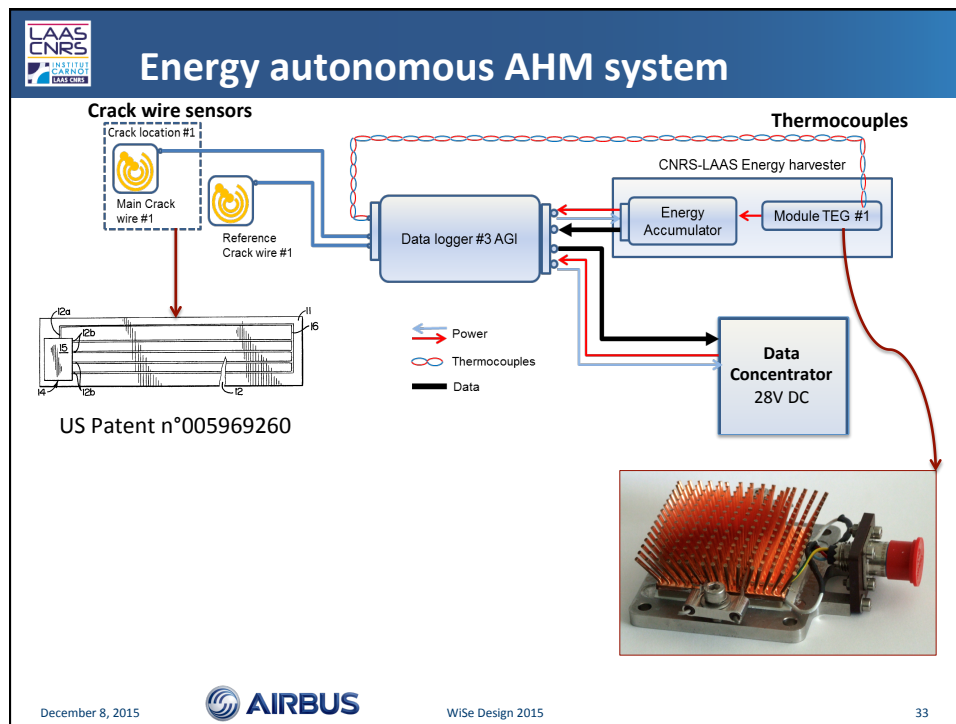 LAAS
CNRS
INSTITUT
CARNOT
LAAS CNRS
Energy autonomous AHM system
Crack wire sensors
Crack location #1
Main Crack
wire #1
Reference
Crack wire #1
Thermocouples
CNRS-LAAS Energy harvester
Data logger #3 AGI
Energy
Accumulator
Module TEG #1
12a
11
16
12b
15
14
12b
12
US Patent n°005969260
Power
Thermocouples
Data
Data
Concentrator
28V DC
December 8, 2015
AIRBUS
WiSe Design 2015
33